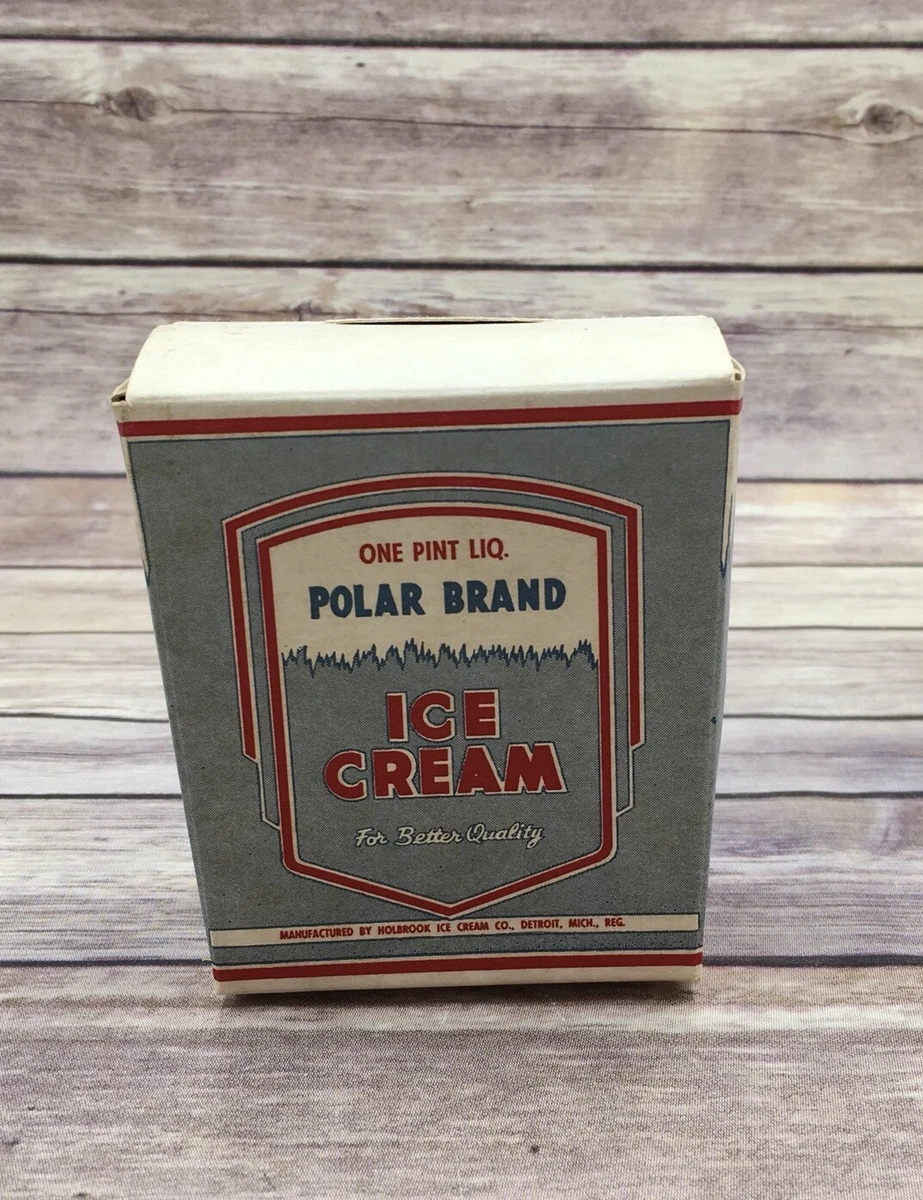 ONE PINT LIQ.
POLAR BRAND
ICE
CREAM
For Better Quality
MANUFACTURED BY HOLBROOK ICE CREAM CO., DETROIT, MICH., REG.